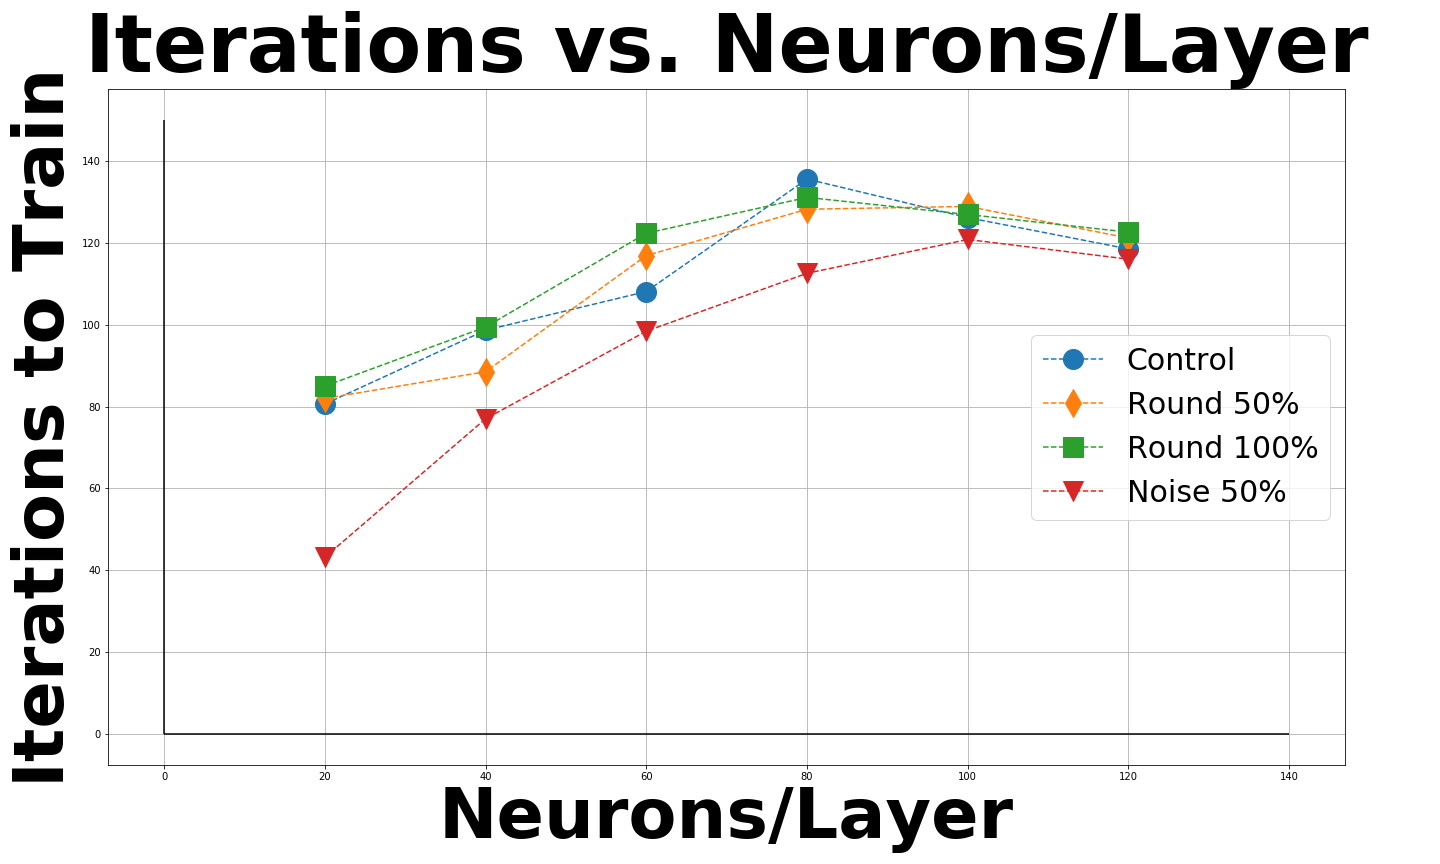 Iterations vs. Neurons/Layer
Iterations to Train
140
120
100
80
60
40
20
0
Control
Round 50%
Round 100%
Noise 50%
0 20 40 60 80 100 120 140
Neurons/Layer